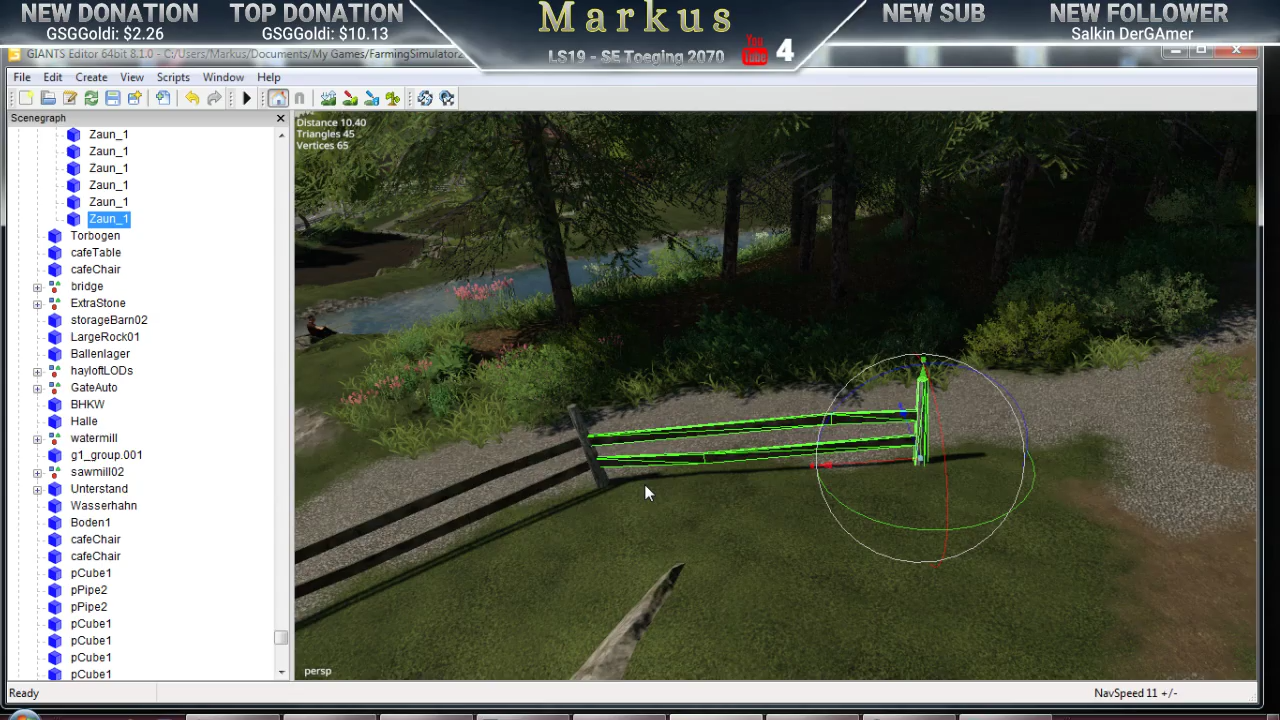 NEW DONATION
GSGGoldi: $2.26
TOP DONATION
GSGGoldi: $10.13
Markus
LS19 - SE Toeging 2070
You
Tube
4
NEW SUB
NEW FOLLOWER
Salkin DerGAmer
GIANTS Editor 64bit 8.1.0 - C:/Users/Markus/Documents/My Games/FarmingSimulator2
File Edit Create View Scripts Window Help
Scenegraph
Zaun_1
Zaun_1
Zaun_1
Zaun_1
Zaun_1
Zaun_1
Torbogen
cafeTable
cafeChair
bridge
ExtraStone
storageBarn02
LargeRock01
Ballenlager
hayloftLODs
GateAuto
BHKW
Halle
watermill
g1_group.001
sawmill02
Unterstand
Wasserhahn
Boden1
cafeChair
cafeChair
pCube1
pPipe2
pPipe2
pCube1
pCube1
pCube1
pCube1
Distance 10.40
Triangles 45
Vertices 65
persp
Ready
NavSpeed 11 +/-